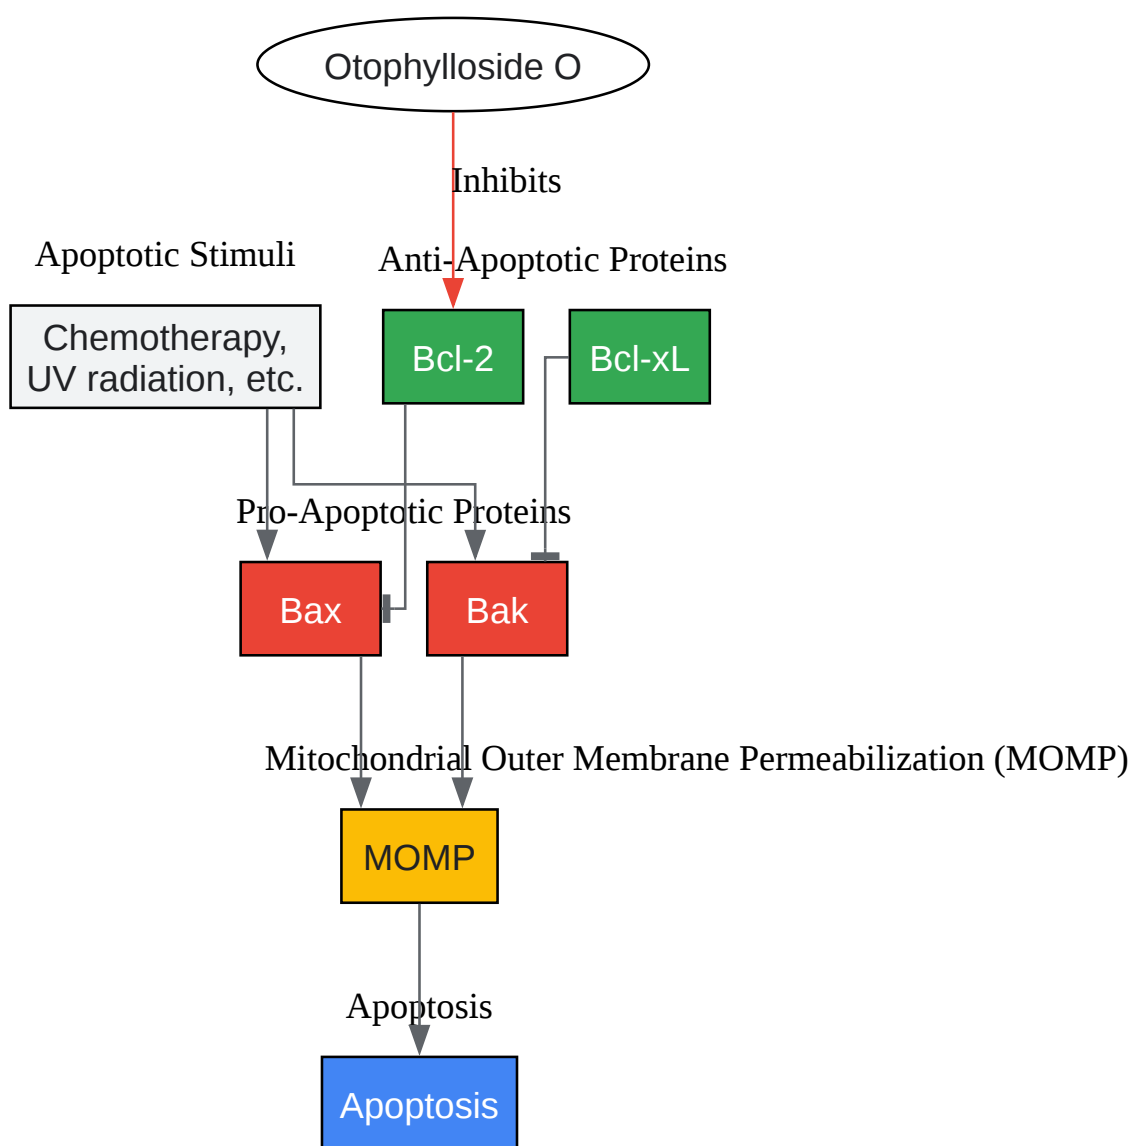 Otophylloside O
Inhibits
Apoptotic Stimuli
Anti-Apoptotic Proteins
Chemotherapy,
UV radiation, etc.
Bcl-2
Bcl-xL
Pro-Apoptotic Proteins
Bax
Bak
Mitochondrial Outer Membrane Permeabilization (MOMP)
MOMP
Apoptosis
Apoptosis